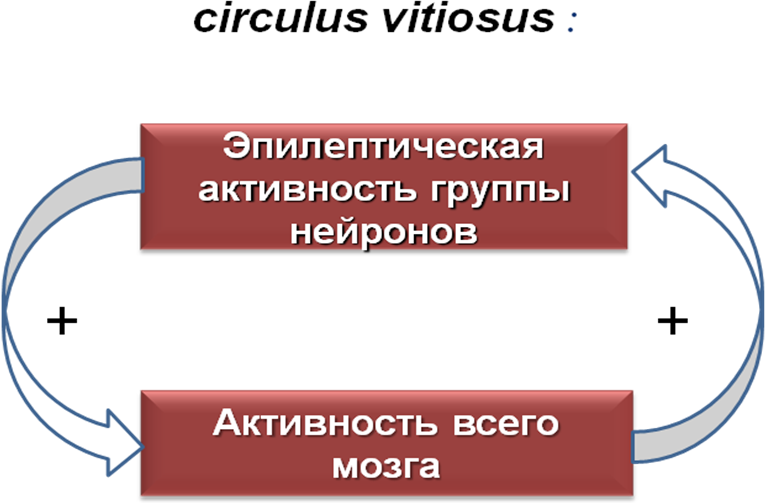 circulus vitiosus :
Эпилептическая
активность группы
нейронов
+ +
Активность всего
мозга